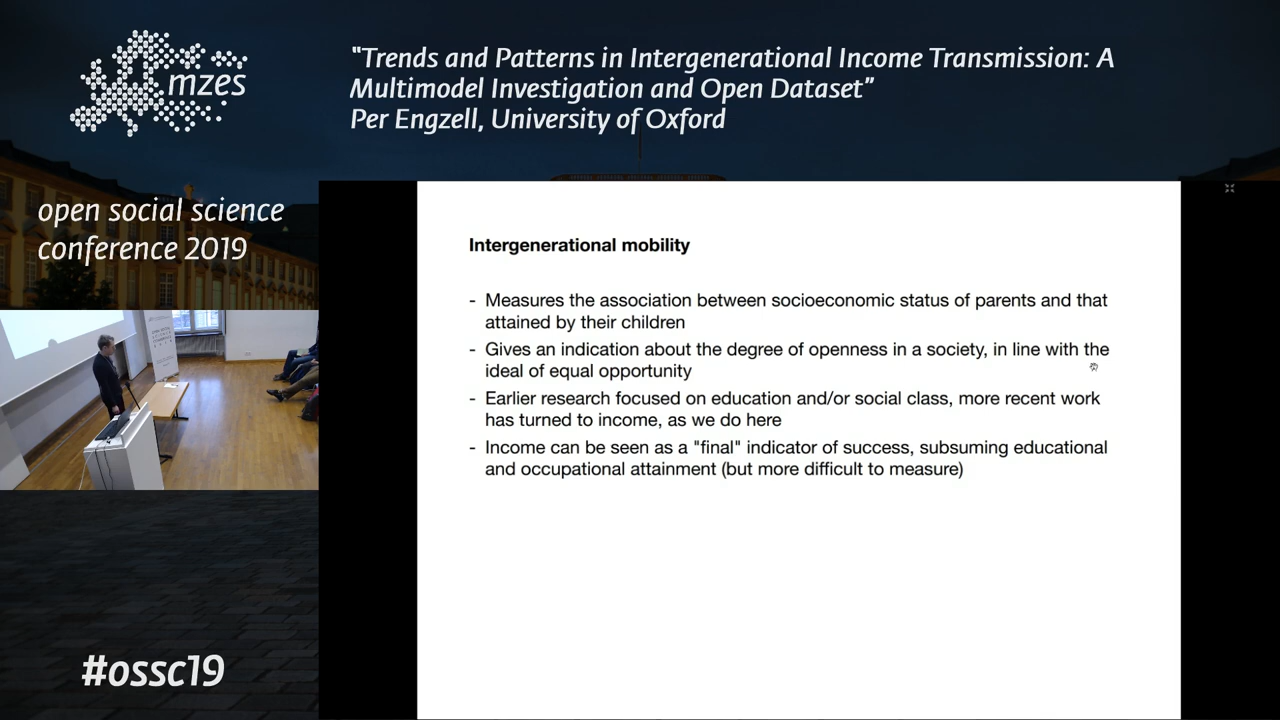 mzes
"Trends and Patterns in Intergenerational Income Transmission: A
Multimodel Investigation and Open Dataset"
Per Engzell, University of Oxford
open social science
conference 2019
Intergenerational mobility
- Measures the association between socioeconomic status of parents and that
attained by their children
- Gives an indication about the degree of openness in a society, in line with the
ideal of equal opportunity
- Earlier research focused on education and/or social class, more recent work
has turned to income, as we do here
- Income can be seen as a "final" indicator of success, subsuming educational
and occupational attainment (but more difficult to measure)
#ossc19